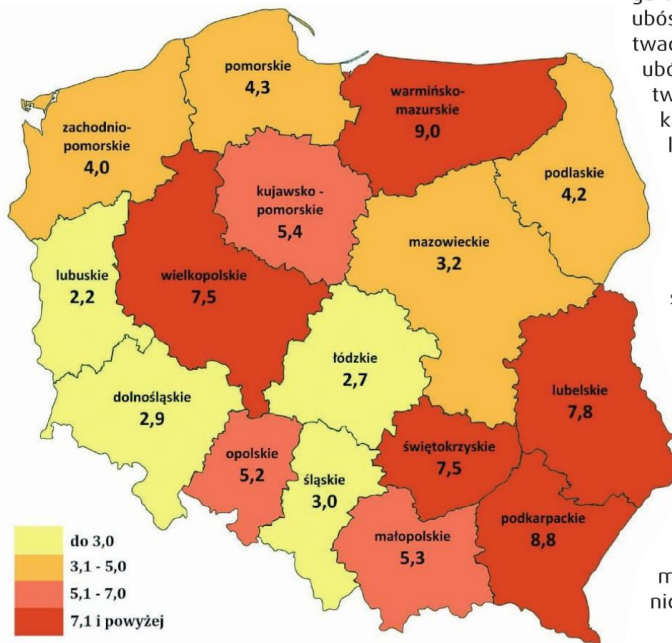 pomorskie
4,3
warmińsko-
mazurskie
9,0
zachodnio-
pomorskie
4,0
podlaskie
4,2
kujawsko -
pomorskie
5,4
mazowieckie
3,2
lubuskie
2,2
wielkopolskie
7,5
łódzkie
2,7
lubelskie
7,8
dolnośląskie
2,9
świętokrzyskie
7,5
opolskie
5,2
śląskie
3,0
podkarpackie
8,8
małopolskie
5,3
do 3,0
3,1 - 5,0
5,1 - 7,0
7,1 i powyżej